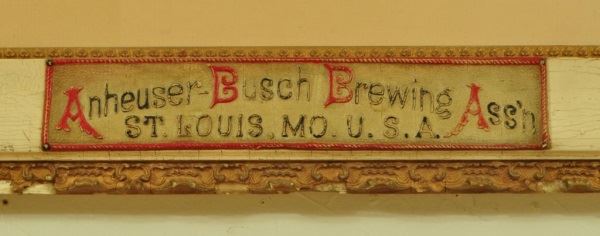 Anheuser-Busch Brewing Ass'n
ST. LOUIS, MO. U. S. A.